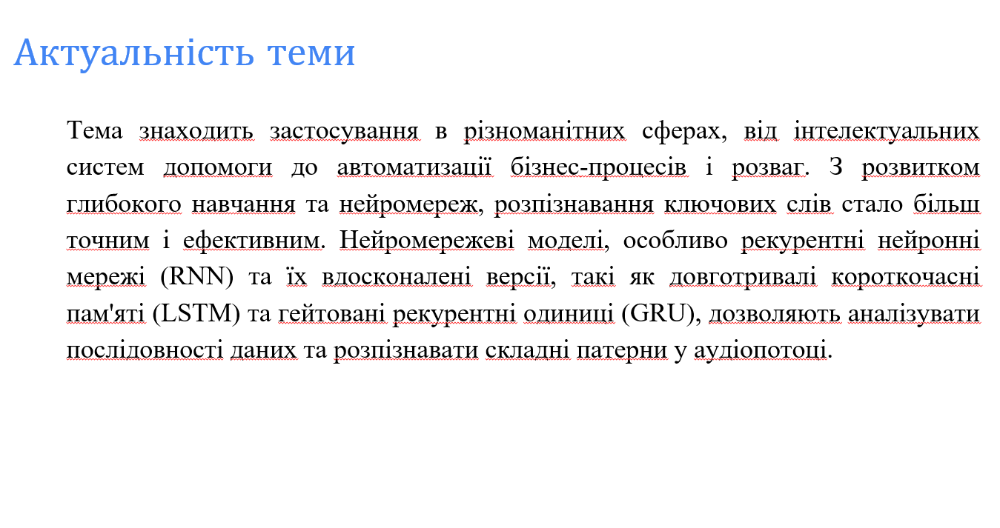 Актуальність теми
Тема знаходить застосування в різноманітних сферах, від інтелектуальних
систем допомоги до автоматизації бізнес-процесів і розваг. З розвитком
глибокого навчання та нейромереж, розпізнавання ключових слів стало більш
точним і ефективним. Нейромережеві моделі, особливо рекурентні нейронні
мережі (RNN) та їх вдосконалені версії, такі як довготривалі короткочасні
пам'яті (LSTM) та гейтовані рекурентні одиниці (GRU), дозволяють аналізувати
послідовності даних та розпізнавати складні патерни у аудіопотоці.